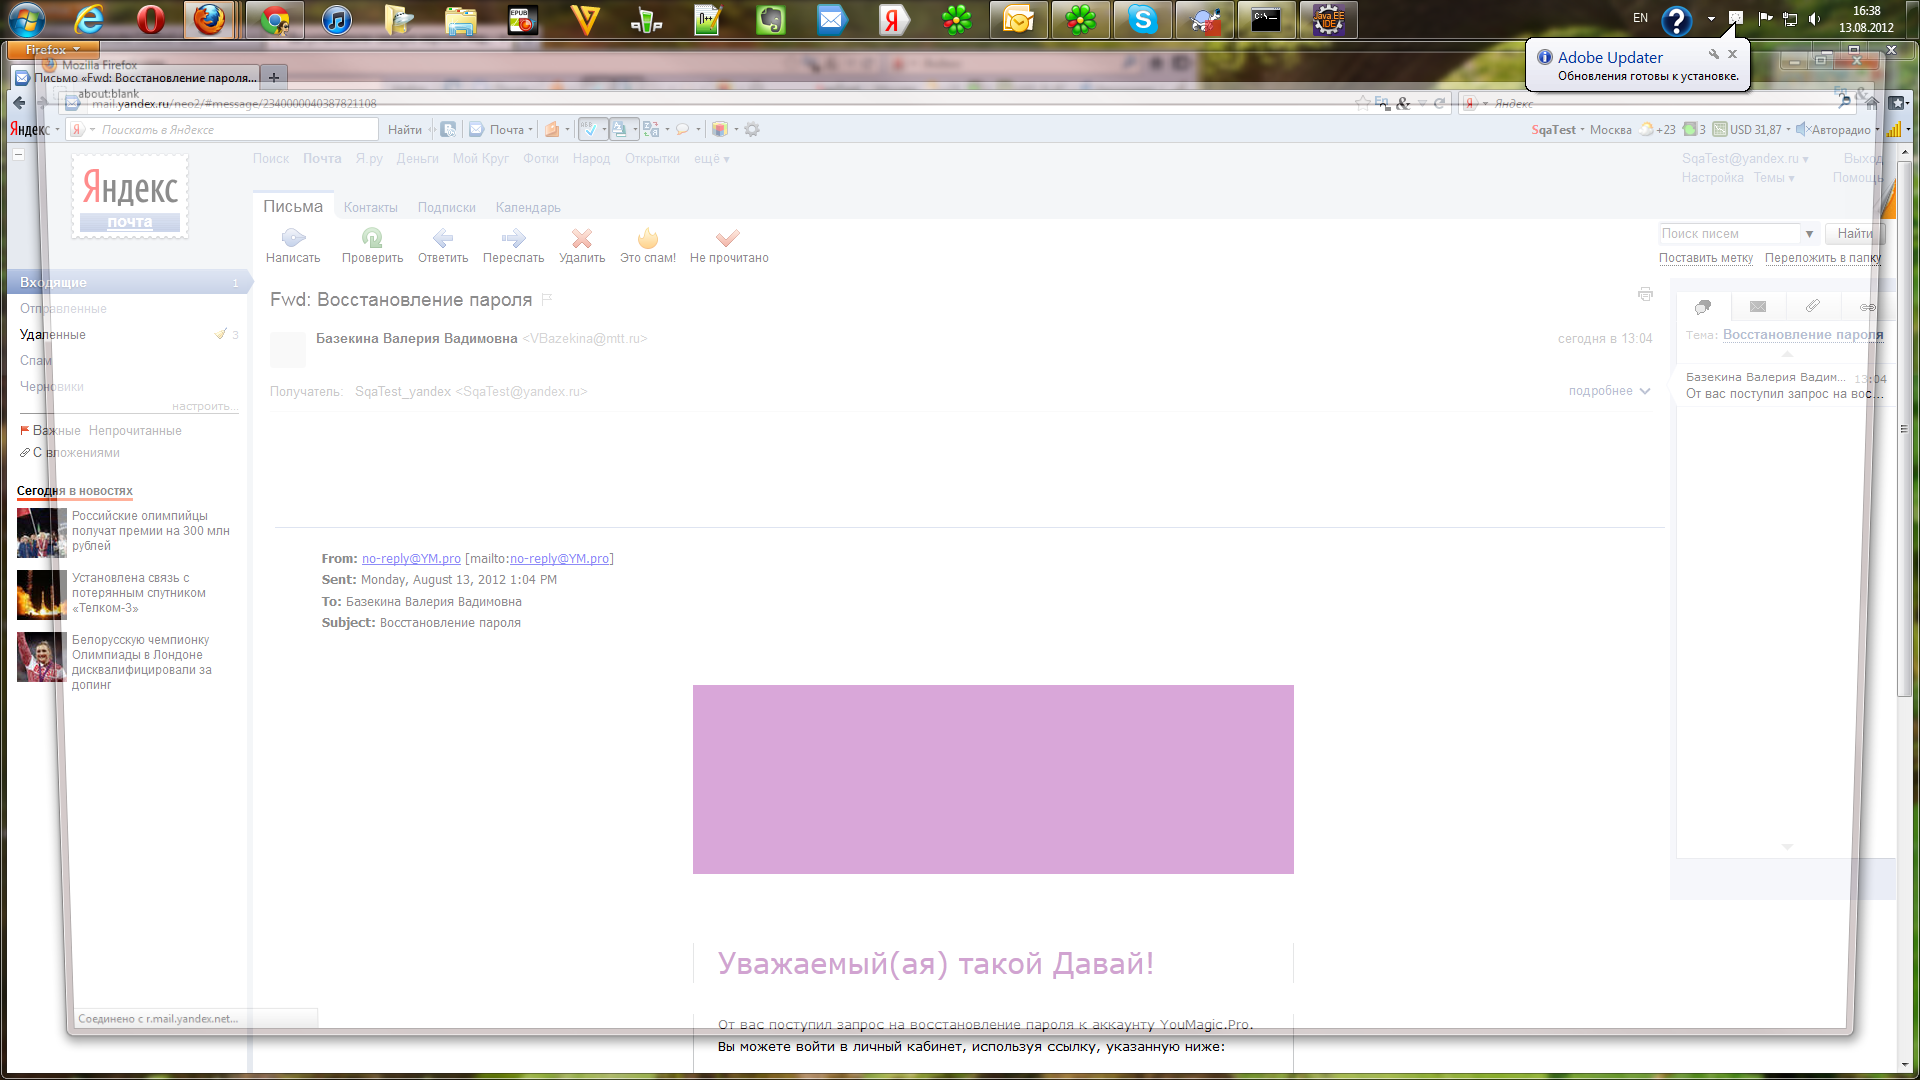 EN
16:38
13.08.2012
Adobe Updater
Обновления готовы к установке.
Firefox
Mozilla Firefox
Письмо «Fwd: Восстановление пароля...
about:blank
mail.yandex.ru/neo2/#message/2340000040387821108
Яндекс
Яндекс
Поискать в Яндексе
Найти
Почта
SqaTest
Москва
+23
3
USD 31,87
Авторадио
Яндекс
почта
Поиск Почта Я.ру Деньги Мой Круг Фотки Народ Открытки ещё
SqaTest@yandex.ru
Выход
Настройка Темы
Помощь
Письма Контакты Подписки Календарь
Написать Проверить Ответить Переслать Удалить Это спам! Не прочитано
Поиск писем
Найти
Поставить метку Переложить в папку
Входящие 1
Отправленные
Удаленные 3
Спам
Черновики
настроить...
Важные Непрочитанные
С вложениями
Сегодня в новостях
Российские олимпийцы
получат премии на 300 млн
рублей
Установлена связь с
потерянным спутником
«Телком-3»
Белорусскую чемпионку
Олимпиады в Лондоне
дисквалифицировали за
допинг
Fwd: Восстановление пароля
Базекина Валерия Вадимовна <VBazekina@mtt.ru>
сегодня в 13:04
Получатель: SqaTest_yandex <SqaTest@yandex.ru>
подробнее
Тема: Восстановление пароля
Базекина Валерия Вадим... 13:04
От вас поступил запрос на вос...
From: no-reply@YM.pro [mailto:no-reply@YM.pro]
Sent: Monday, August 13, 2012 1:04 PM
To: Базекина Валерия Вадимовна
Subject: Восстановление пароля
Уважаемый(ая) такой Давай!
От вас поступил запрос на восстановление пароля к аккаунту YouMagic.Pro.
Вы можете войти в личный кабинет, используя ссылку, указанную ниже:
Соединено с r.mail.yandex.net...